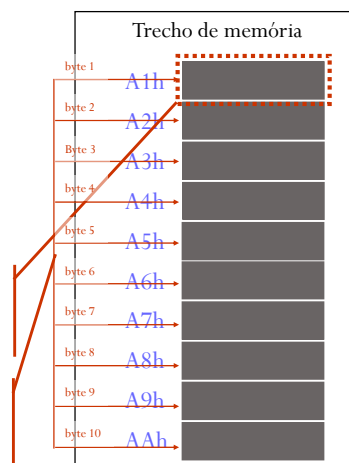 Trecho de memória
byte 1
A1h
byte 2
A2h
Byte 3
A3h
byte 4
A4h
byte 5
A5h
byte 6
A6h
byte 7
A7h
byte 8
A8h
byte 9
A9h
byte 10
AAh